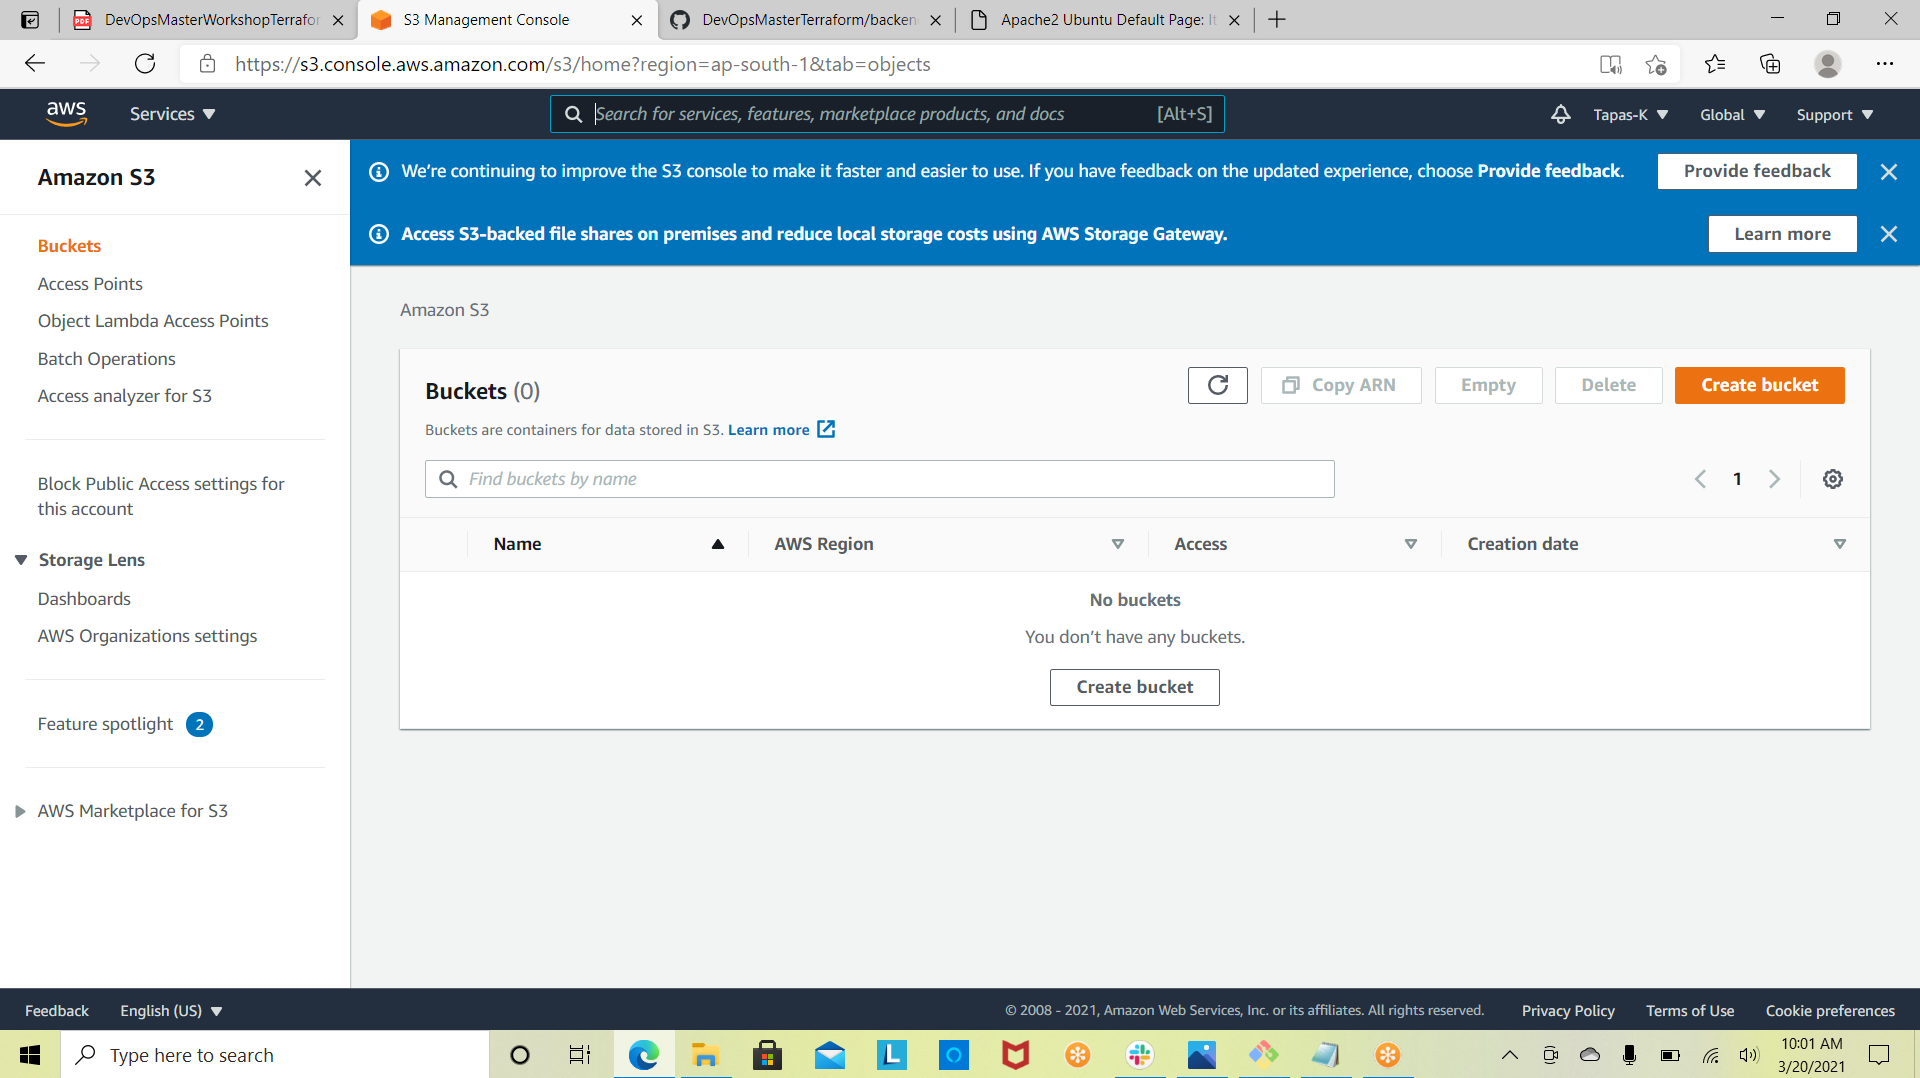 DevOpsMasterWorkshopTerrafor
S3 Management Console
DevOpsMasterTerraform/backen
Apache2 Ubuntu Default Page: It
https://s3.console.aws.amazon.com/s3/home?region=ap-south-1&tab=objects
aws
Services
Search for services, features, marketplace products, and docs
[Alt+S]
Tapas-K
Global
Support
Amazon S3
Buckets
Access Points
Object Lambda Access Points
Batch Operations
Access analyzer for S3
Block Public Access settings for
this account
Storage Lens
Dashboards
AWS Organizations settings
Feature spotlight 2
AWS Marketplace for S3
We’re continuing to improve the S3 console to make it faster and easier to use. If you have feedback on the updated experience, choose Provide feedback.
Provide feedback
Access S3-backed file shares on premises and reduce local storage costs using AWS Storage Gateway.
Learn more
Amazon S3
Buckets (0)
Copy ARN
Empty
Delete
Create bucket
Buckets are containers for data stored in S3. Learn more
Find buckets by name
1
Name
AWS Region
Access
Creation date
No buckets
You don’t have any buckets.
Create bucket
Feedback
English (US)
© 2008 - 2021, Amazon Web Services, Inc. or its affiliates. All rights reserved.
Privacy Policy
Terms of Use
Cookie preferences
Type here to search
L
10:01 AM
3/20/2021